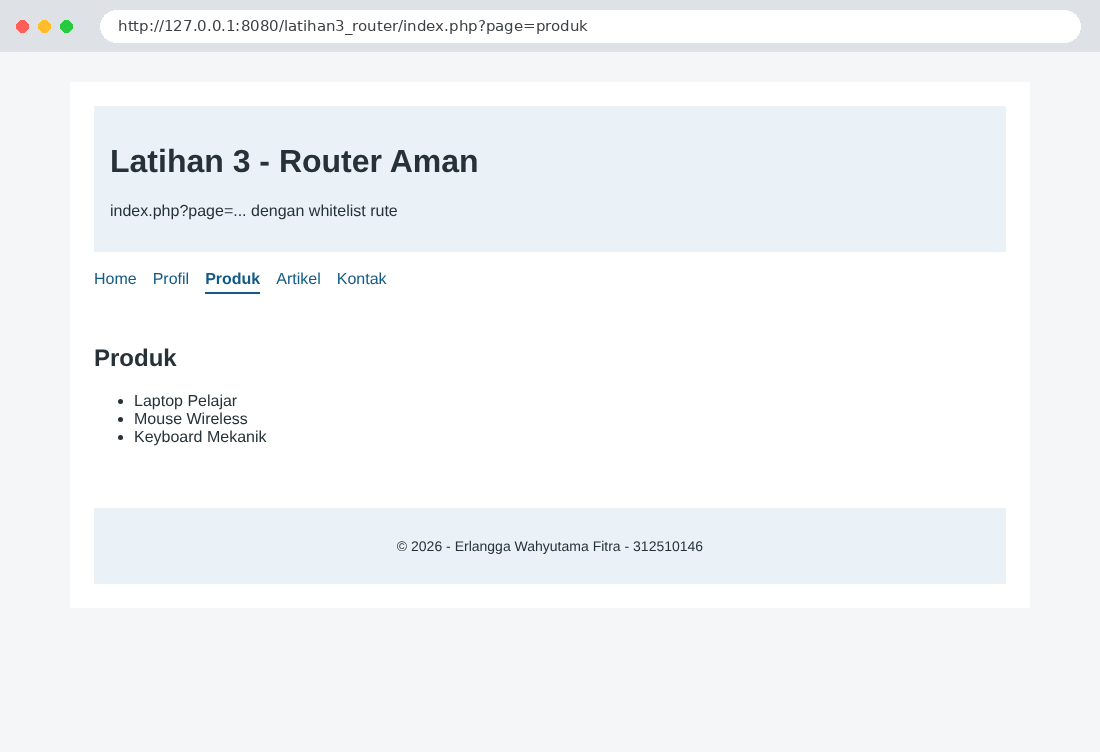 http://127.0.0.1:8080/latihan3_router/index.php?page=produk
Latihan 3 - Router Aman
index.php?page=... dengan whitelist rute
Home Profil Produk Artikel Kontak
Produk
Laptop Pelajar
Mouse Wireless
Keyboard Mekanik
© 2026 - Erlangga Wahyutama Fitra - 312510146